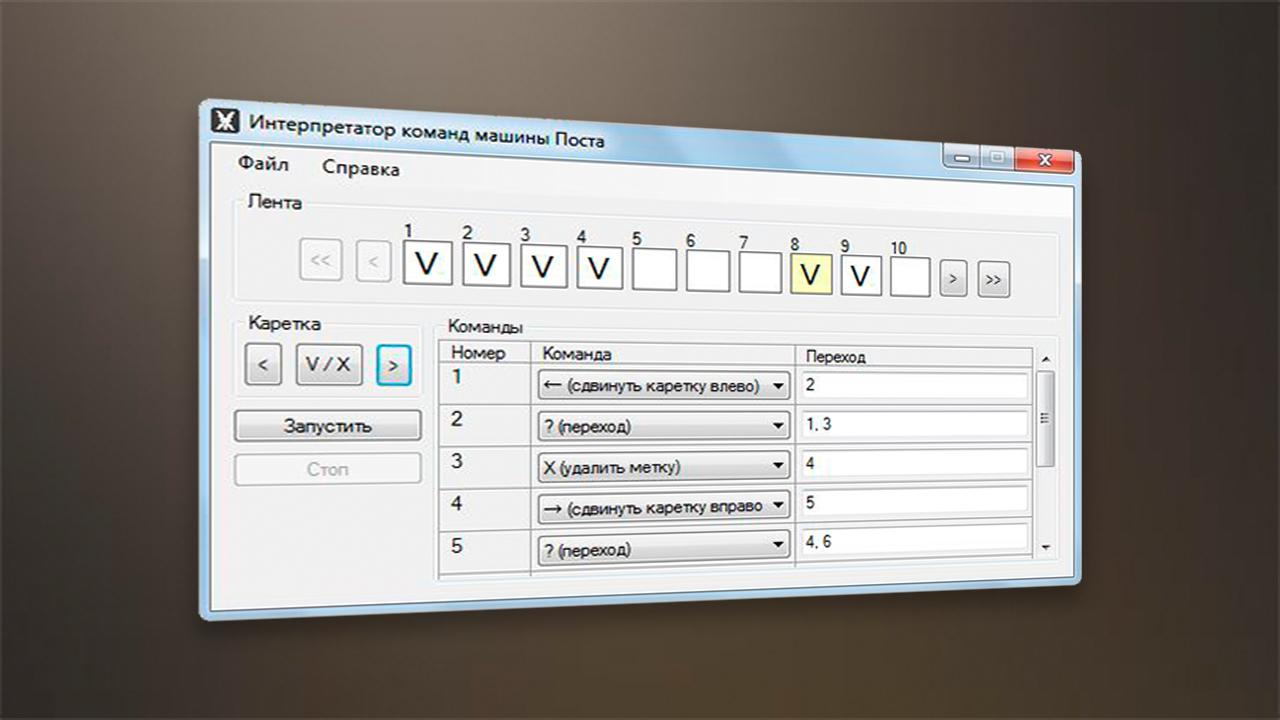 Интерпретатор команд машины Поста
Файл Справка
Лента
1 2 3 4 5 6 7 8 9 10
<< < V V V V V V > >>
Каретка
< V / X >
Запустить
Стоп
Команды
Номер Команда Переход
1 ← (сдвинуть каретку влево) 2
2 ? (переход) 1, 3
3 X (удалить метку) 4
4 → (сдвинуть каретку вправо 5
5 ? (переход) 4, 6